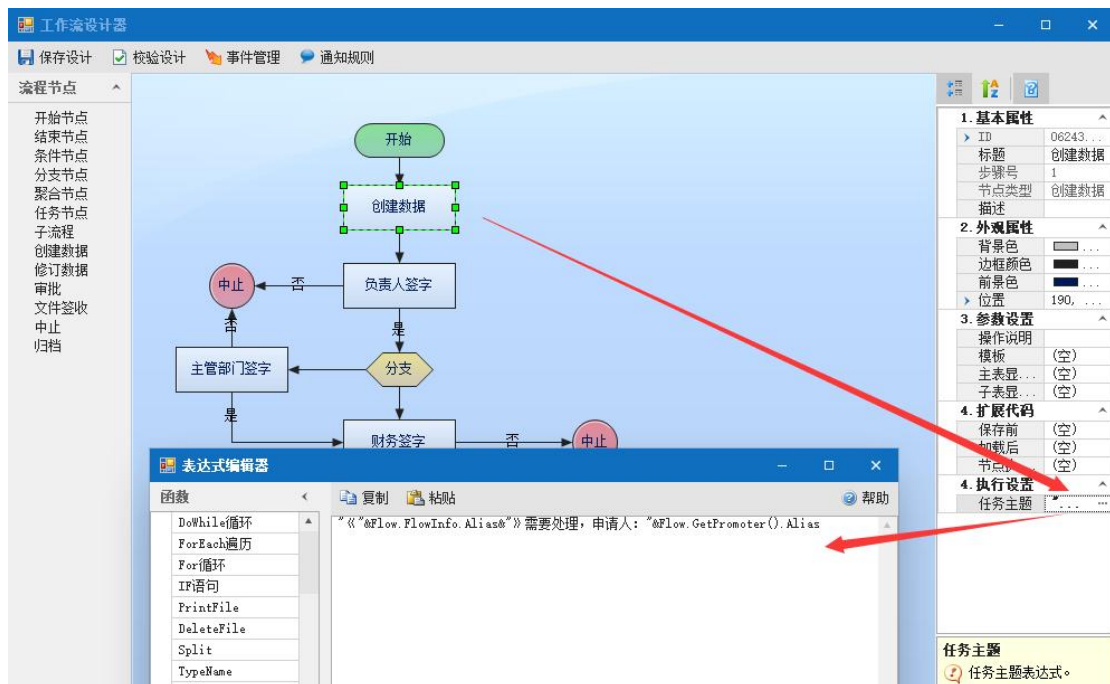 工作流设计器
保存设计 校验设计 事件管理 通知规则
流程节点
开始节点
结束节点
条件节点
分支节点
聚合节点
任务节点
子流程
创建数据
修订数据
审批
文件签收
中止
归档
开始
创建数据
负责人签字
否
中止
是
否
分支
主管部门签字
是
财务签字
否
中止
1.基本属性
ID 06243...
标题 创建数据
步骤号 1
节点类型 创建数据
描述
2.外观属性
背景色 ...
边框颜色 ...
前景色 ...
位置 190, ...
3.参数设置
操作说明
模板 (空)
主表显... (空)
子表显... (空)
4.扩展代码
保存前 (空)
加载后 (空)
(空)
4.执行设置
任务主题 "... ...
任务主题
任务主题表达式。
表达式编辑器
函数
复制 粘贴 帮助
DoWhile循环
ForEach遍历
For循环
IF语句
PrintFile
DeleteFile
Split
TypeName
"《"&Flow.FlowInfo.Alias&"》需要处理，申请人："&Flow.GetPromoter().Alias